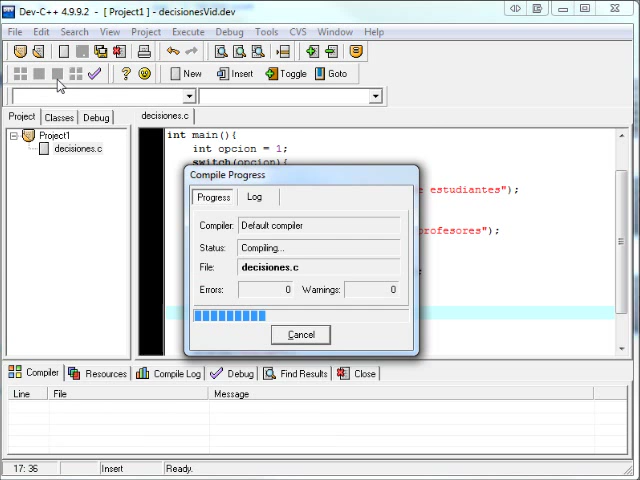 Dev-C++ 4.9.9.2 - [ Project1 ] - decisionesVid.dev
File Edit Search View Project Execute Debug Tools CVS Window Help
New Insert Toggle Goto
Project Classes Debug
decisiones.c
Project1
decisiones.c
int main(){
int opcion = 1;
switch(opcion){
e estudiantes");
rofesores");
;
Compile Progress
Progress Log
Compiler: Default compiler
Status: Compiling...
File: decisiones.c
Errors: 0 Warnings: 0
Cancel
Compiler Resources Compile Log Debug Find Results Close
Line File Message
17: 36 Insert Ready.